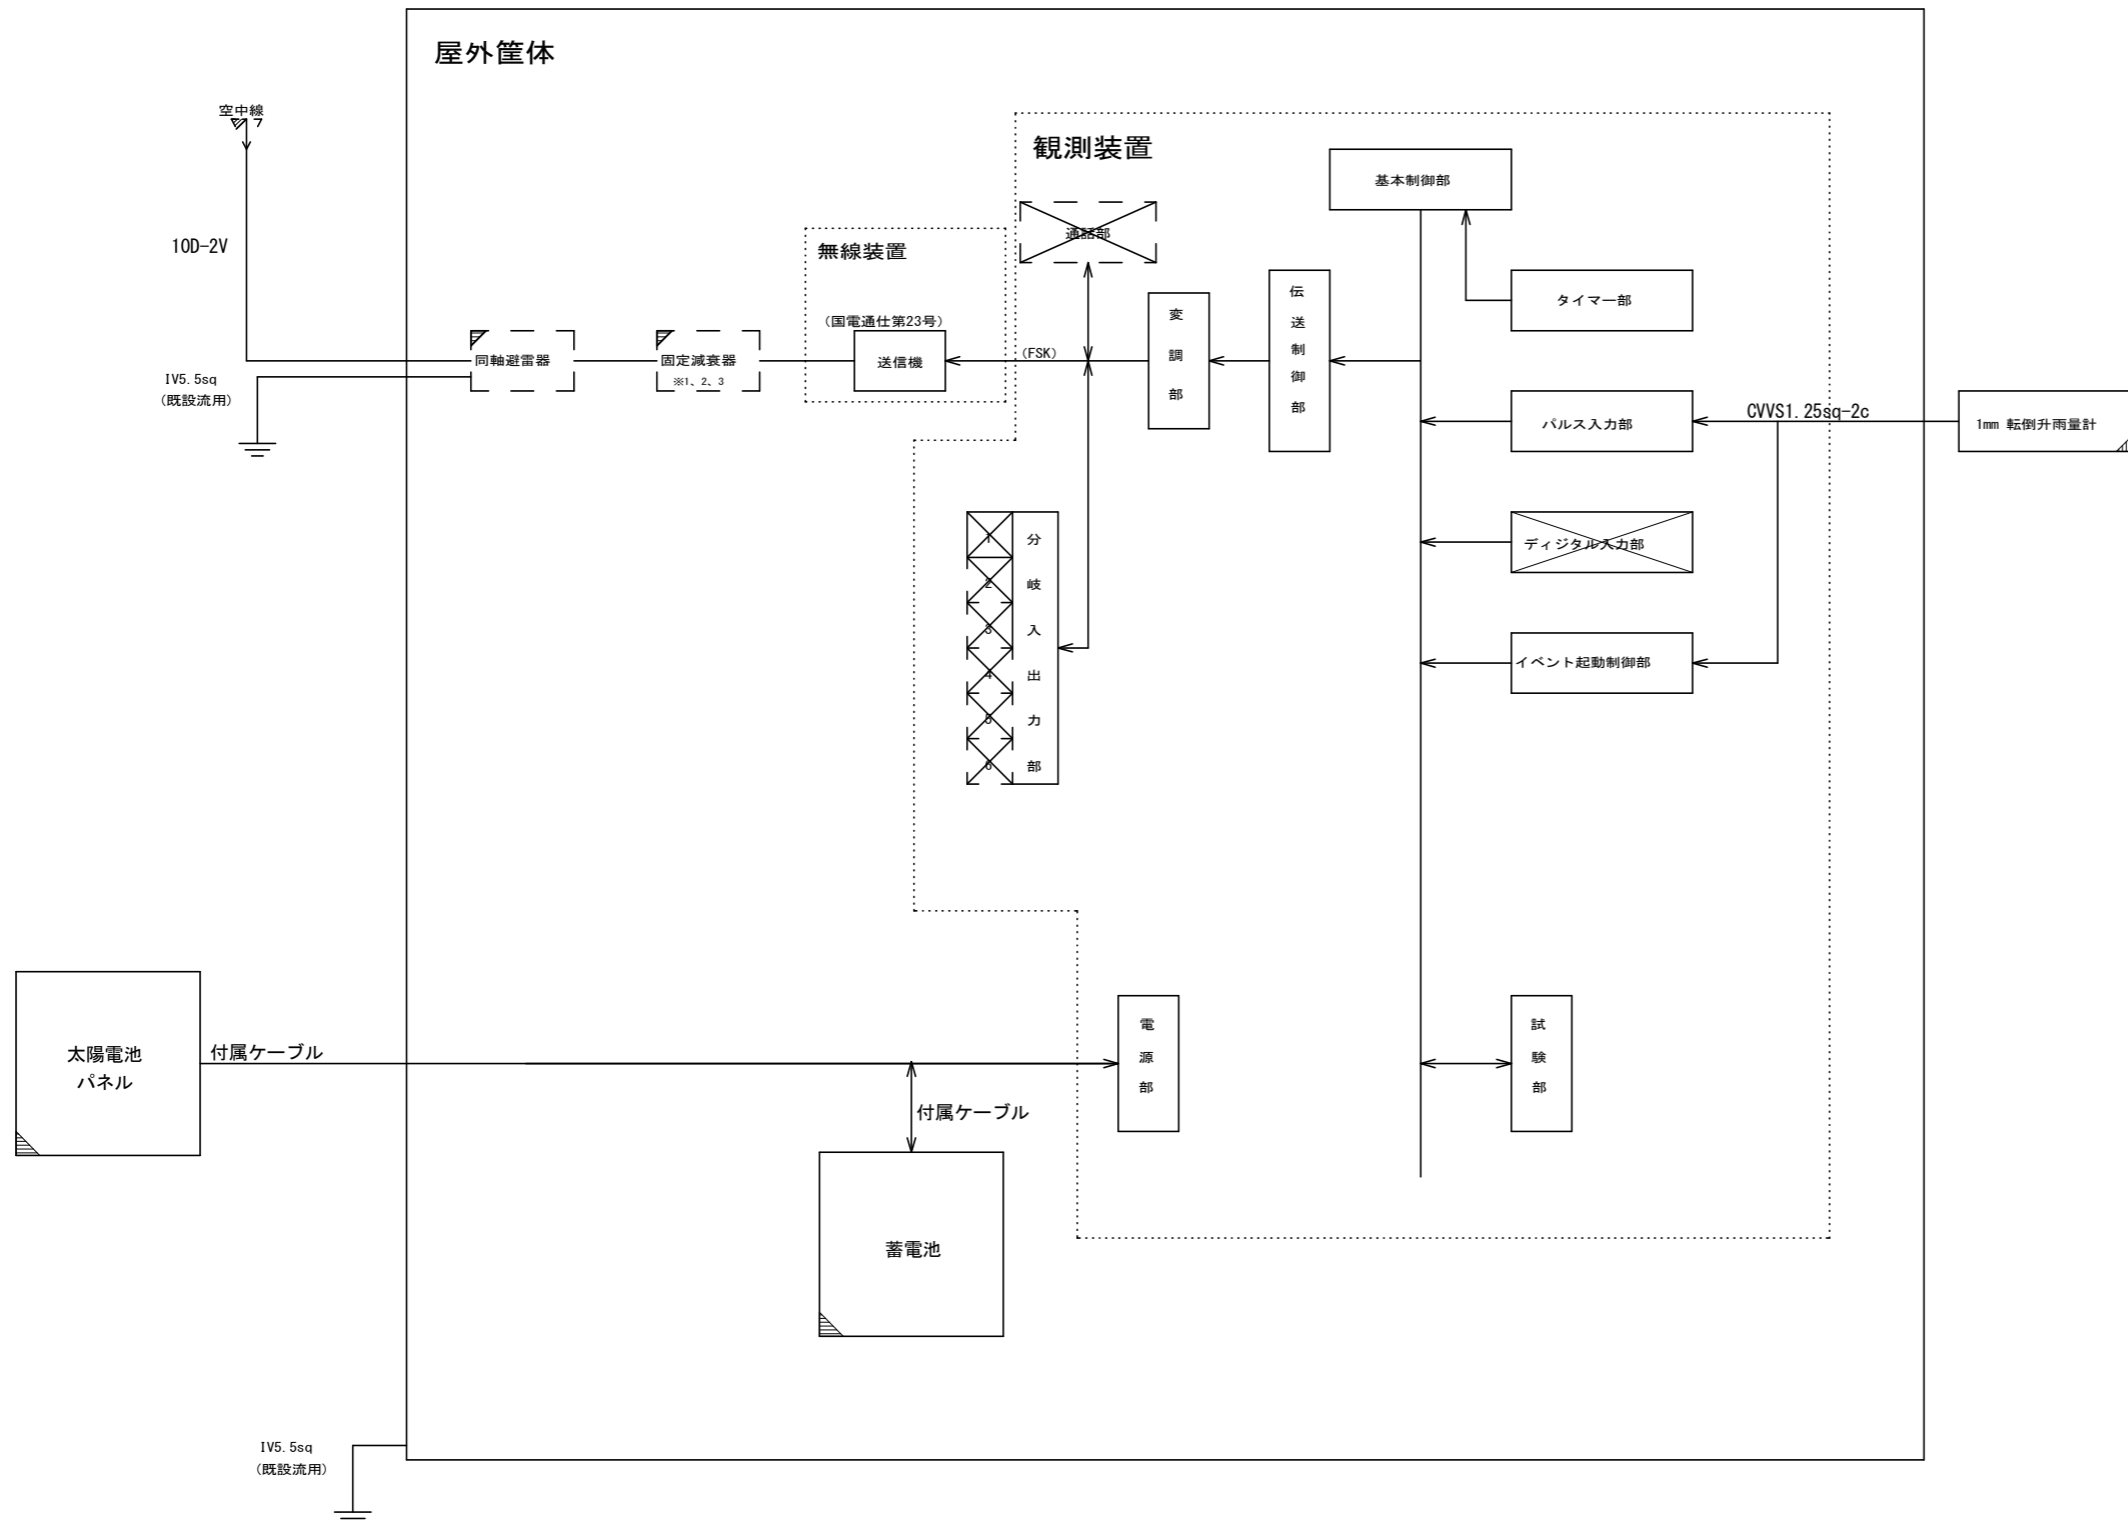 屋外筐体
空中線
観測装置
基本制御部
通話部
10D-2V
無線装置
タイマー部
伝送制御部
変調部
(国電通仕第23号)
同軸避雷器
固定減衰器
※1、2、3
送信機
(FSK)
IV5.5sq
(既設流用)
パルス入力部
CVVS1.25sq-2c
1mm 転倒升雨量計
ディジタル入力部
分岐入出力部
1
2
3
4
5
6
イベント起動制御部
電源部
試験部
太陽電池
パネル
付属ケーブル
付属ケーブル
蓄電池
IV5.5sq
(既設流用)